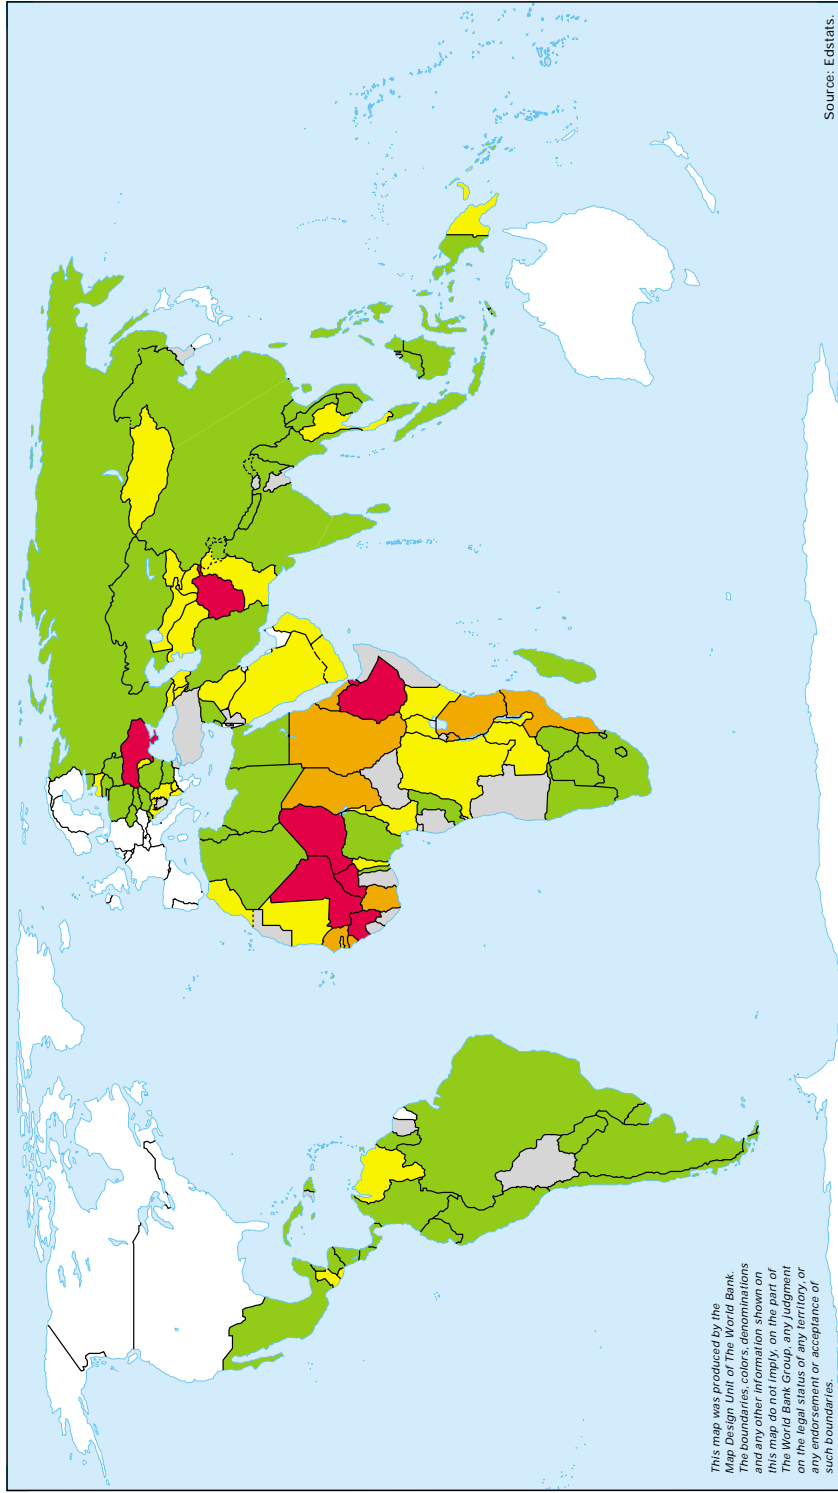 This map was produced by the
Map Design Unit of The World Bank.
The boundaries, colors, denominations
and any other information shown on
this map do not imply, on the part of
The World Bank Group, any judgment
on the legal status of any territory, or
any endorsement or acceptance of
such boundaries.
Source: Edstats.